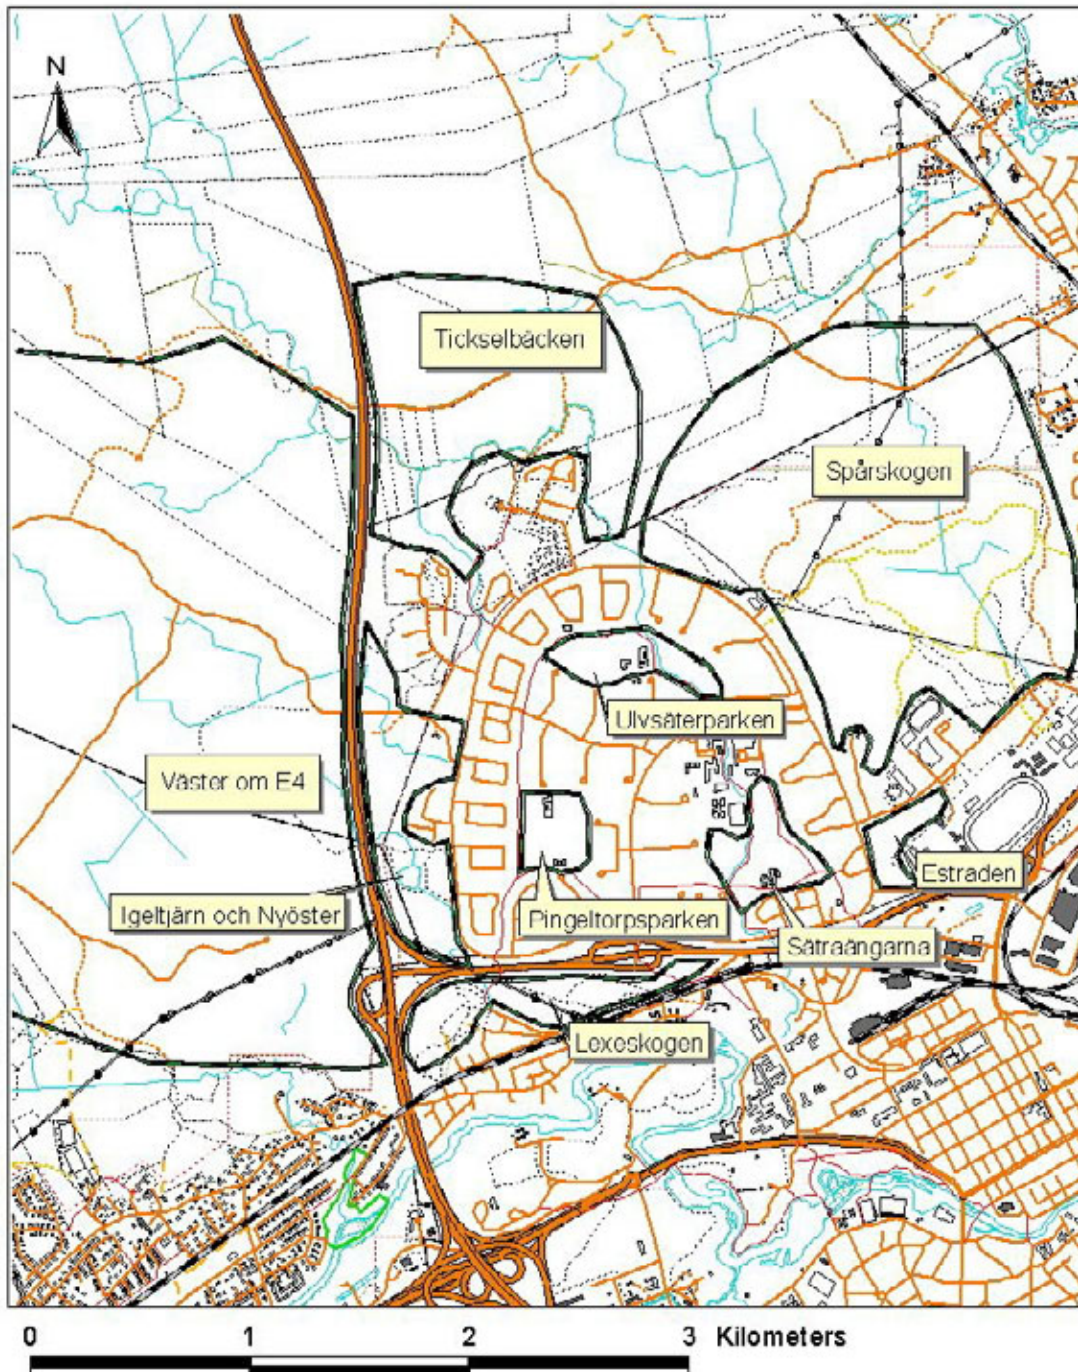 N
Tickselbäcken
Spårskogen
Ulvsäterparken
Väster om E4
Estraden
Igeltjärn och Nyöster
Pingeltorpsparken
Sätraängarna
Lexeskogen
0 1 2 3 Kilometers